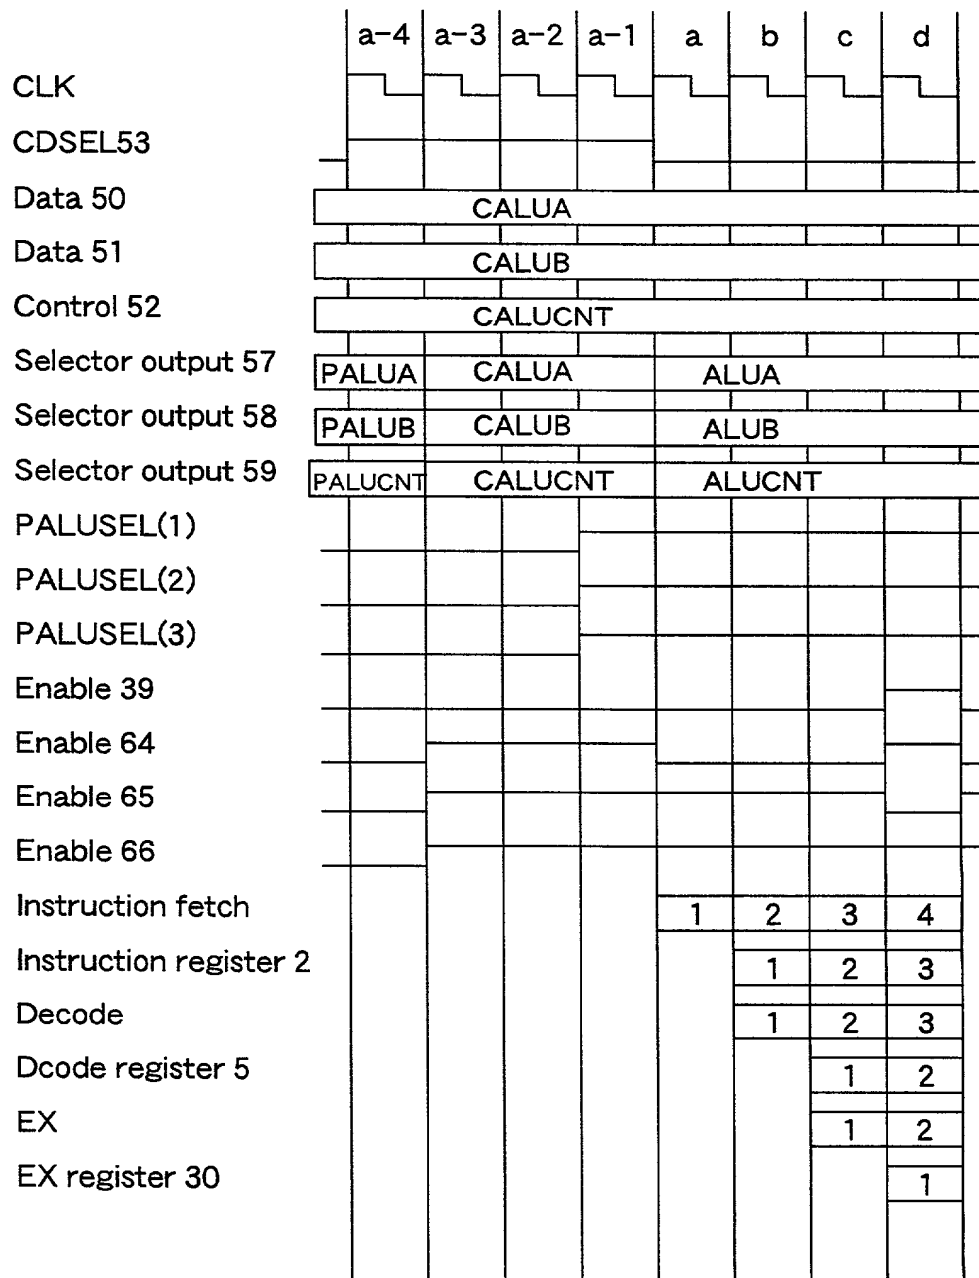 a-4 a-3 a-2 a-1 a b c d
CLK
CDSEL53
Data 50 CALUA
Data 51 CALUB
Control 52 CALUCNT
Selector output 57 PALUA CALUA ALUA
Selector output 58 PALUB CALUB ALUB
Selector output 59 PALUCNT CALUCNT ALUCNT
PALUSEL(1)
PALUSEL(2)
PALUSEL(3)
Enable 39
Enable 64
Enable 65
Enable 66
Instruction fetch 1 2 3 4
Instruction register 2 1 2 3
Decode 1 2 3
Dcode register 5 1 2
EX 1 2
EX register 30 1